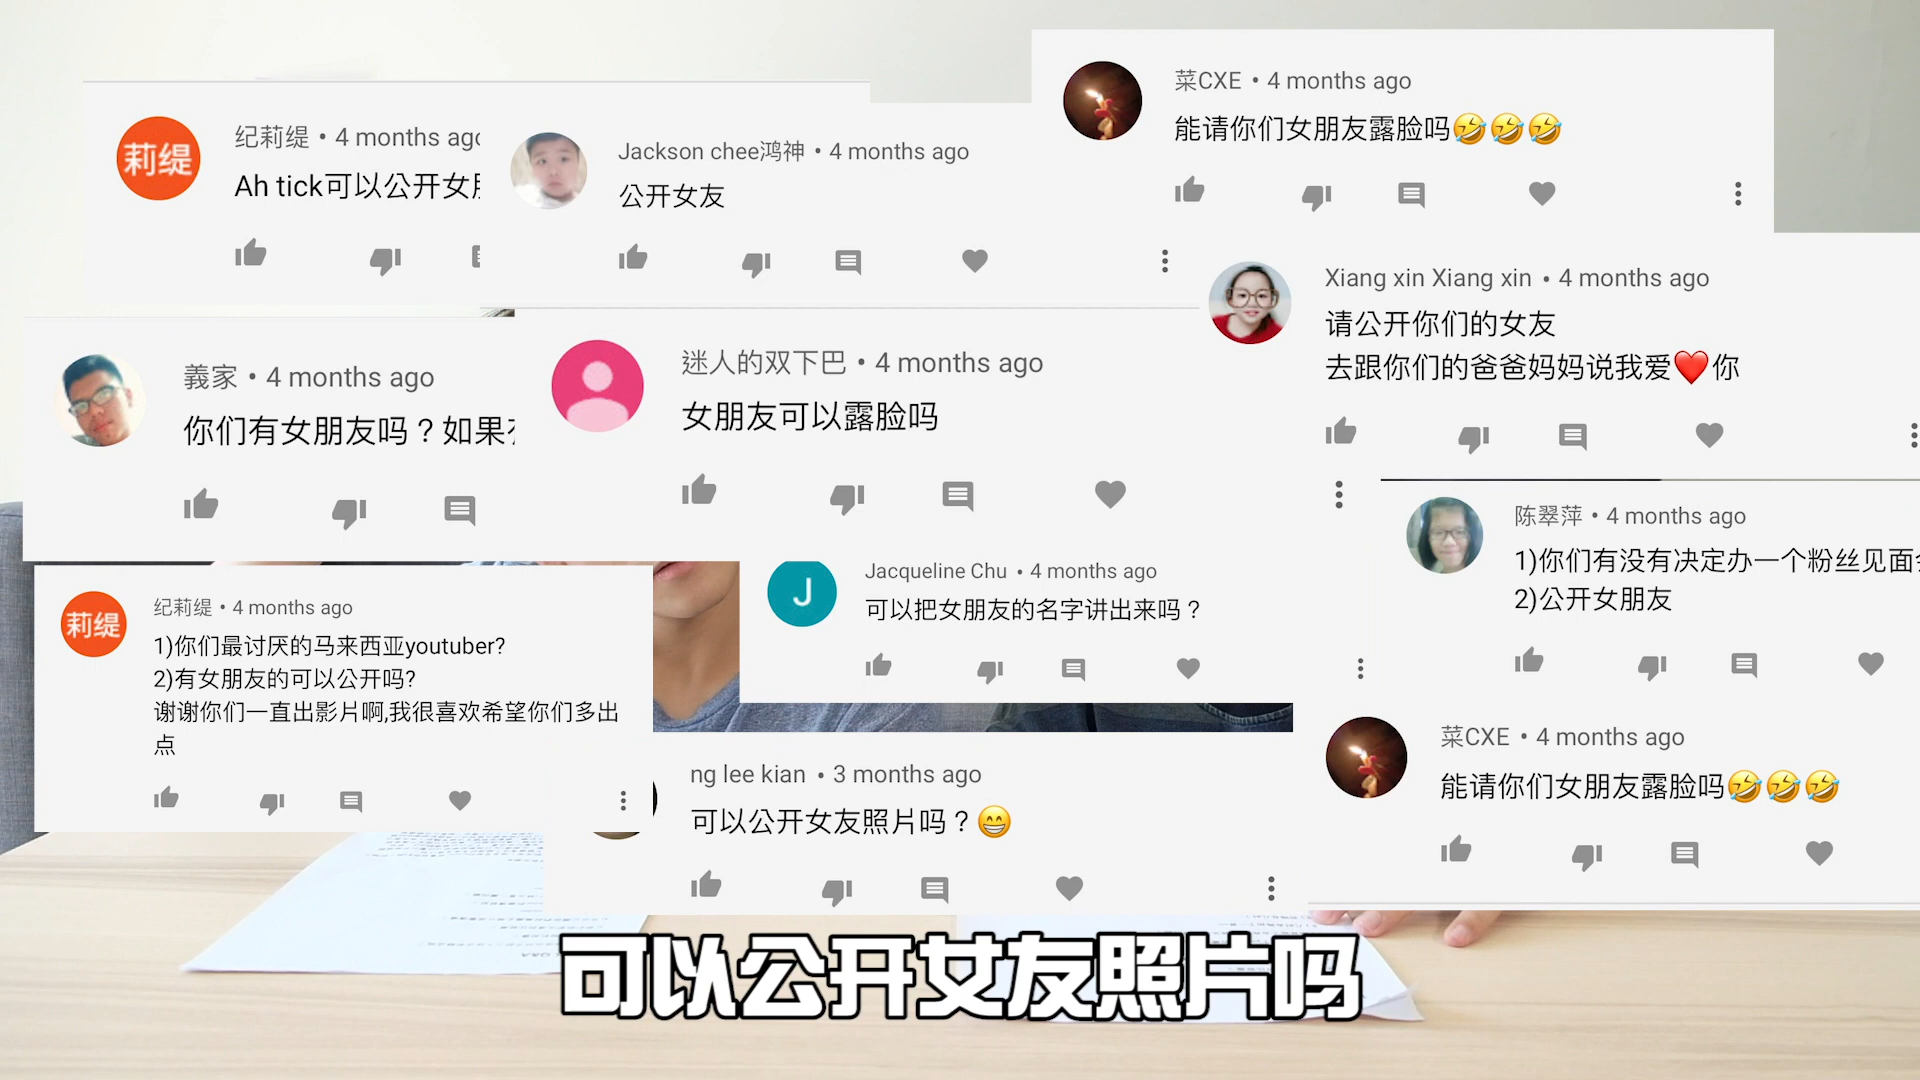 莉缇
纪莉缇 • 4 months ago
Ah tick可以公开女
Jackson chee鸿神 • 4 months ago
公开女友
菜CXE • 4 months ago
能请你们女朋友露脸吗🤣🤣🤣
Xiang xin Xiang xin • 4 months ago
请公开你们的女友
去跟你们的爸爸妈妈说我爱❤️你
義家 • 4 months ago
你们有女朋友吗？如果
迷人的双下巴 • 4 months ago
女朋友可以露脸吗
陈翠萍 • 4 months ago
1)你们有没有决定办一个粉丝见面
2)公开女朋友
莉缇
纪莉缇 • 4 months ago
1)你们最讨厌的马来西亚youtuber?
2)有女朋友的可以公开吗?
谢谢你们一直出影片啊,我很喜欢希望你们多出
点
J
Jacqueline Chu • 4 months ago
可以把女朋友的名字讲出来吗？
ng lee kian • 3 months ago
可以公开女友照片吗？😁
菜CXE • 4 months ago
能请你们女朋友露脸吗🤣🤣🤣
可以公开女友照片吗